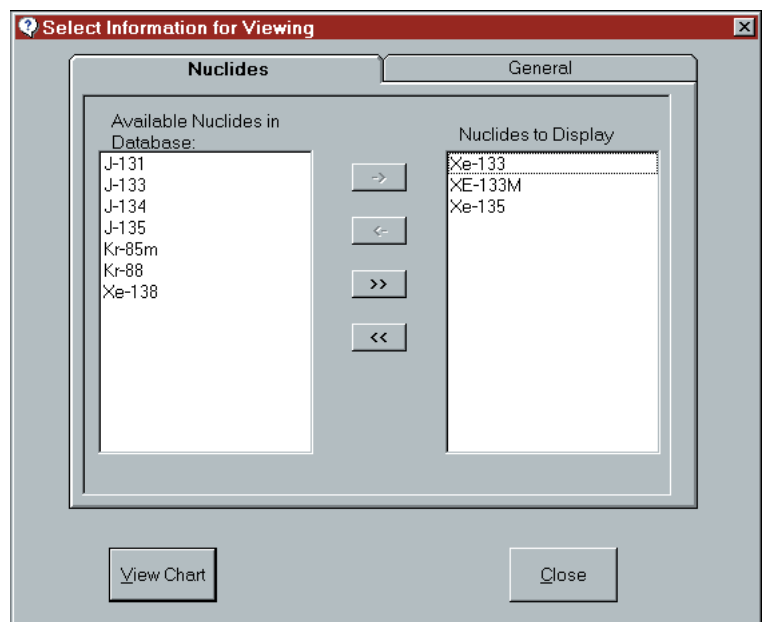 Select Information for Viewing
Nuclides
General
Available Nuclides in
Database:
J-131
J-133
J-134
J-135
Kr-85m
Kr-88
Xe-138
->
<-
>>
<<
Nuclides to Display
Xe-133
XE-133M
Xe-135
View Chart
Close